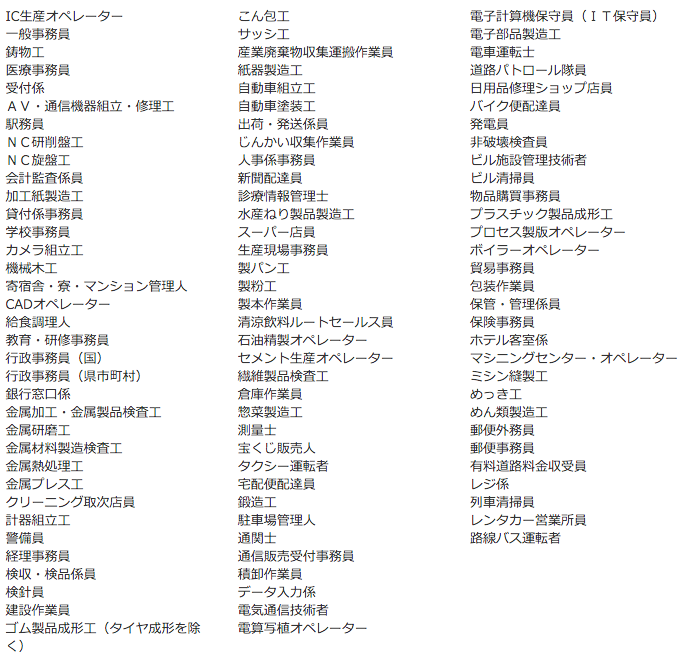 IC生産オペレーター
一般事務員
鋳物工
医療事務員
受付係
ＡＶ・通信機器組立・修理工
駅務員
ＮＣ研削盤工
ＮＣ旋盤工
会計監査係員
加工紙製造工
貸付係事務員
学校事務員
カメラ組立工
機械木工
寄宿舎・寮・マンション管理人
CADオペレーター
給食調理人
教育・研修事務員
行政事務員（国）
行政事務員（県市町村）
銀行窓口係
金属加工・金属製品検査工
金属研磨工
金属材料製造検査工
金属熱処理工
金属プレス工
クリーニング取次店員
計器組立工
警備員
経理事務員
検収・検品係員
検針員
建設作業員
ゴム製品成形工（タイヤ成形を除
く）
こん包工
サッシ工
産業廃棄物収集運搬作業員
紙器製造工
自動車組立工
自動車塗装工
出荷・発送係員
じんかい収集作業員
人事係事務員
新聞配達員
診療情報管理士
水産ねり製品製造工
スーパー店員
生産現場事務員
製パン工
製粉工
製本作業員
清涼飲料ルートセールス員
石油精製オペレーター
セメント生産オペレーター
繊維製品検査工
倉庫作業員
惣菜製造工
測量士
宝くじ販売人
タクシー運転者
宅配便配達員
鍛造工
駐車場管理人
通関士
通信販売受付事務員
積卸作業員
データ入力係
電気通信技術者
電算写植オペレーター
電子計算機保守員（ＩＴ保守員）
電子部品製造工
電車運転士
道路パトロール隊員
日用品修理ショップ店員
バイク便配達員
発電員
非破壊検査員
ビル施設管理技術者
ビル清掃員
物品購買事務員
プラスチック製品成形工
プロセス製版オペレーター
ボイラーオペレーター
貿易事務員
包装作業員
保管・管理係員
保険事務員
ホテル客室係
マシニングセンター・オペレーター
ミシン縫製工
めっき工
めん類製造工
郵便外務員
郵便事務員
有料道路料金収受員
レジ係
列車清掃員
レンタカー営業所員
路線バス運転者